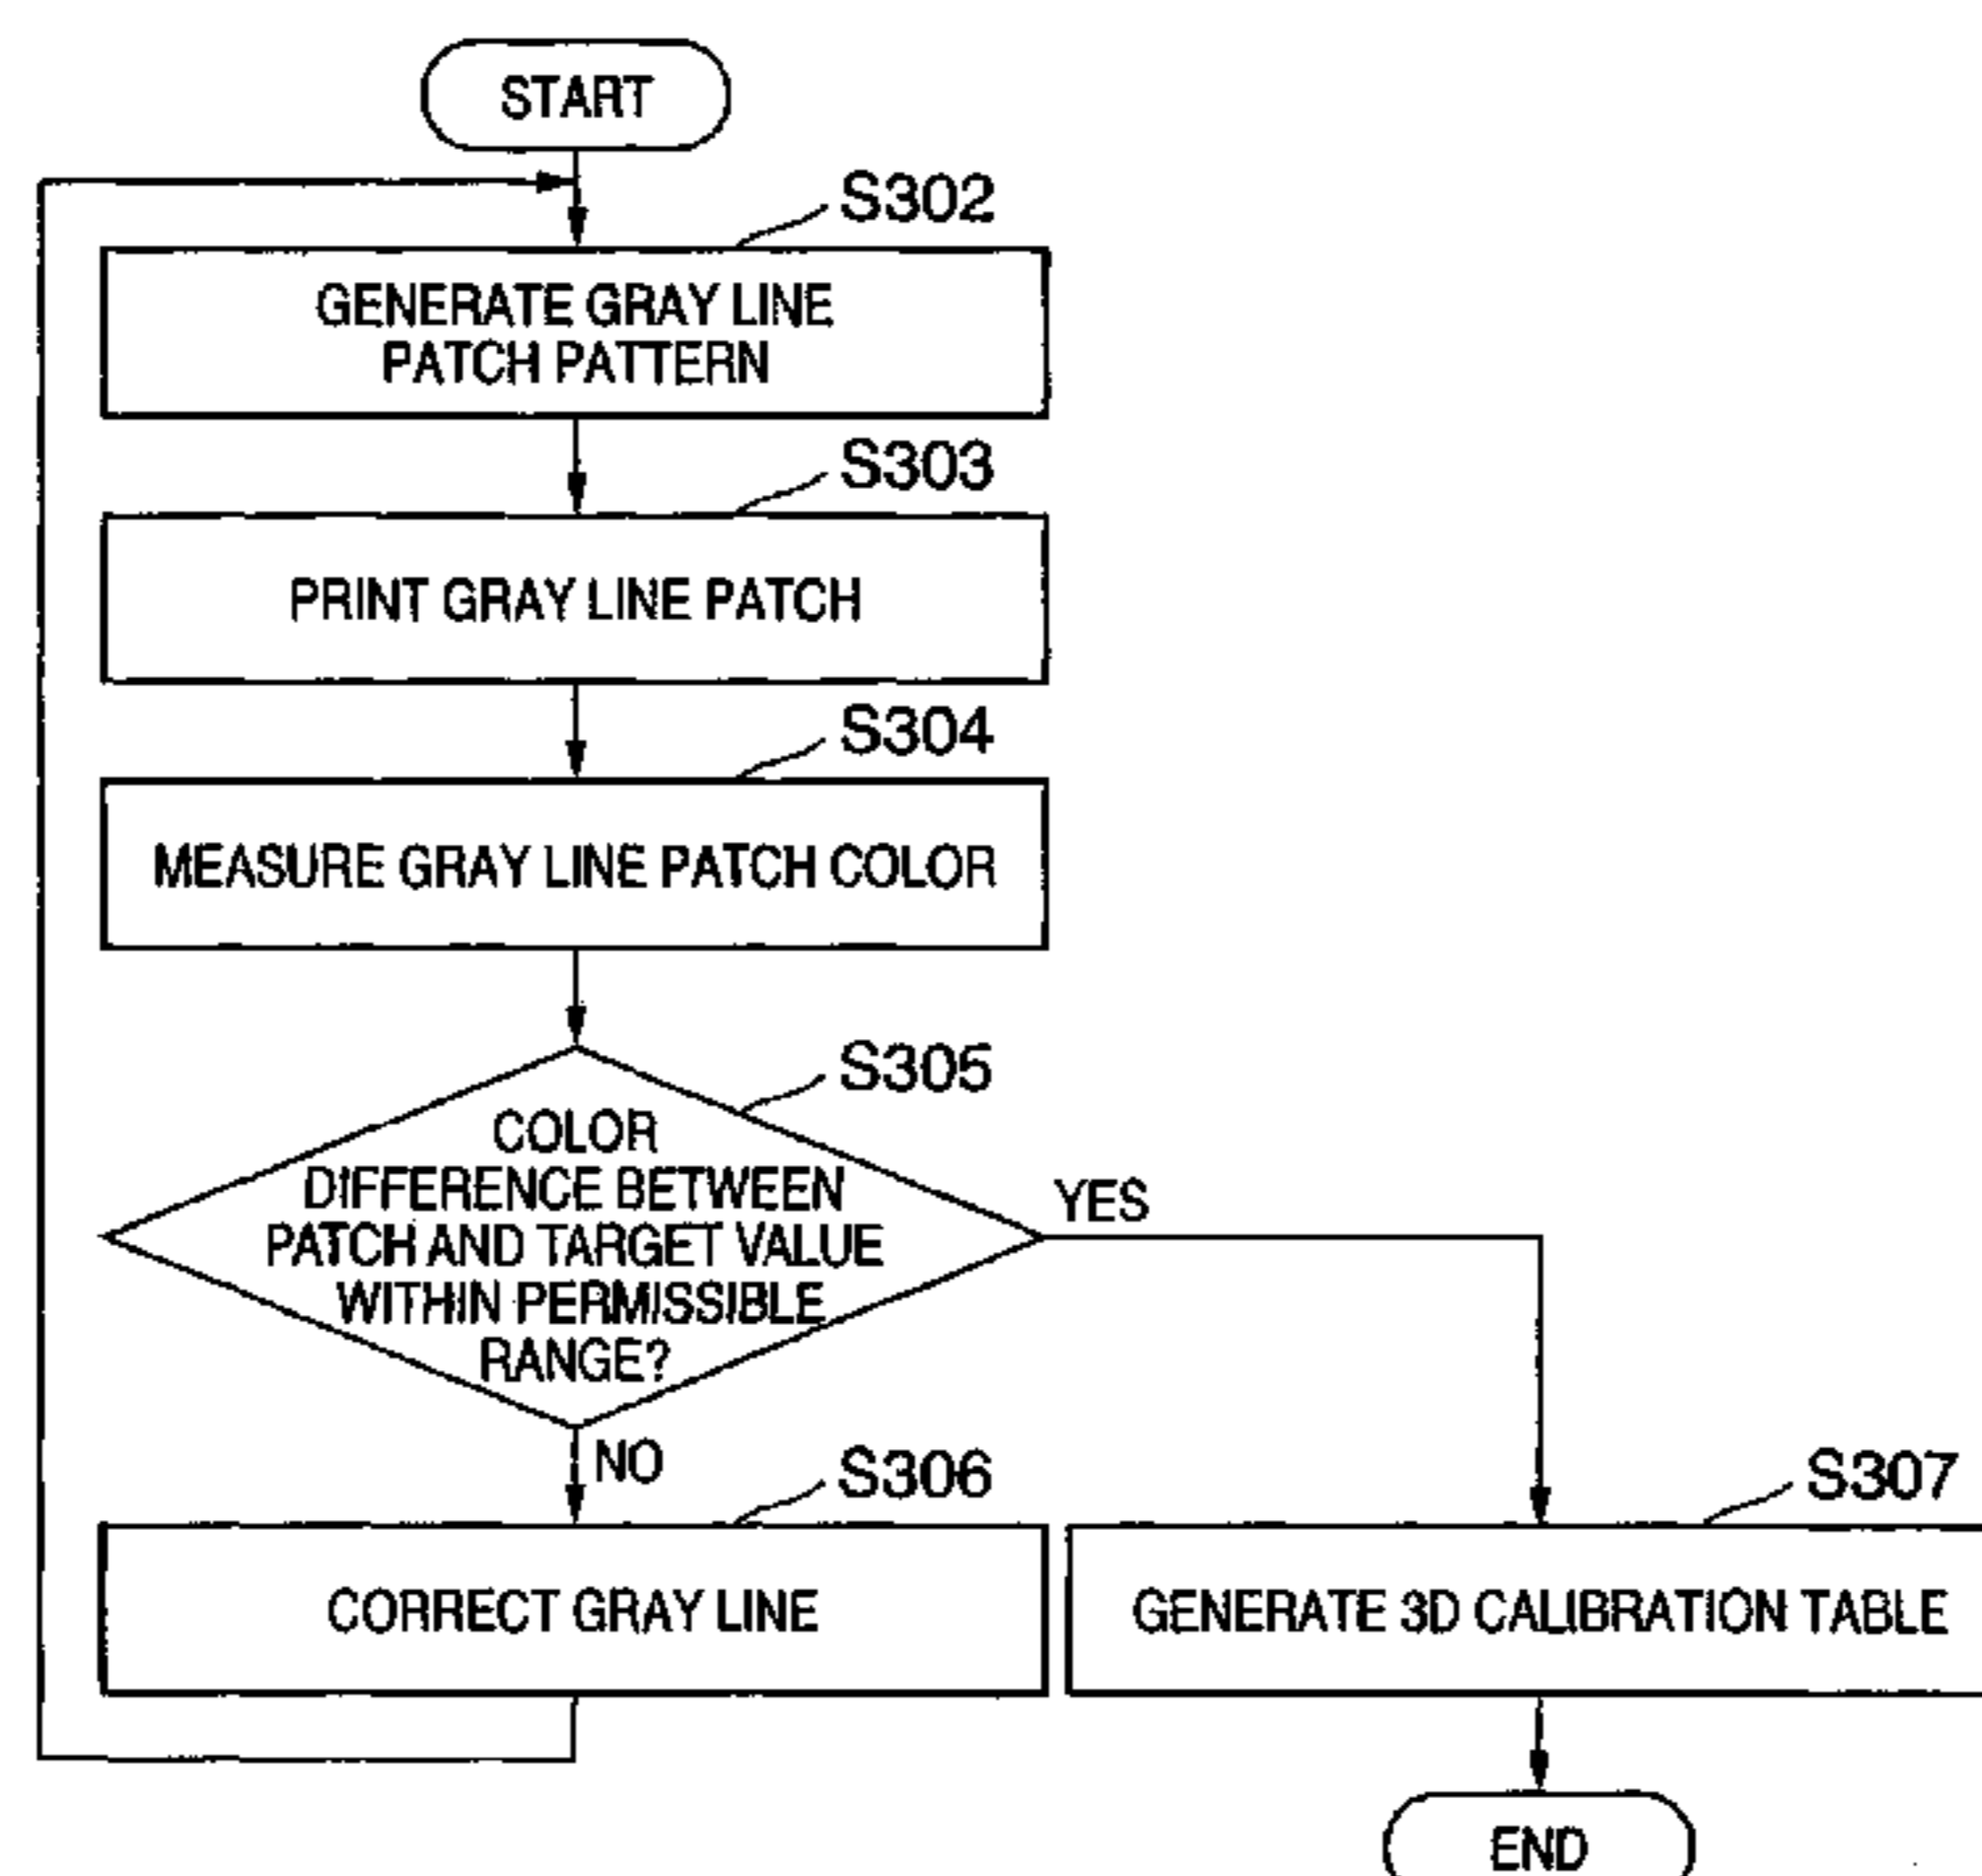 START
S302
GENERATE GRAY LINE
PATCH PATTERN
S303
PRINT GRAY LINE PATCH
S304
MEASURE GRAY LINE PATCH COLOR
S305
COLOR
DIFFERENCE BETWEEN
PATCH AND TARGET VALUE
WITHIN PERMISSIBLE
RANGE?
YES
NO
S306
CORRECT GRAY LINE
S307
GENERATE 3D CALIBRATION TABLE
END